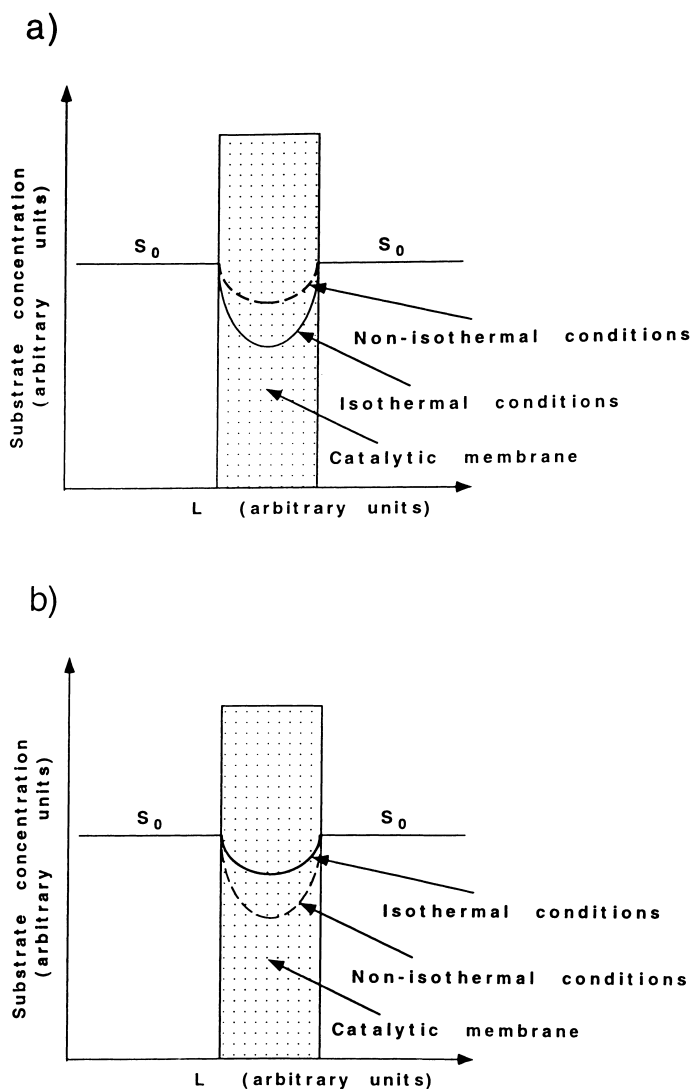 a)
Substrate concentration
(arbitrary units)
S0
S0
Non-isothermal conditions
Isothermal conditions
Catalytic membrane
L (arbitrary units)
b)
Substrate concentration
(arbitrary units)
S0
S0
Isothermal conditions
Non-isothermal conditions
Catalytic membrane
L (arbitrary units)